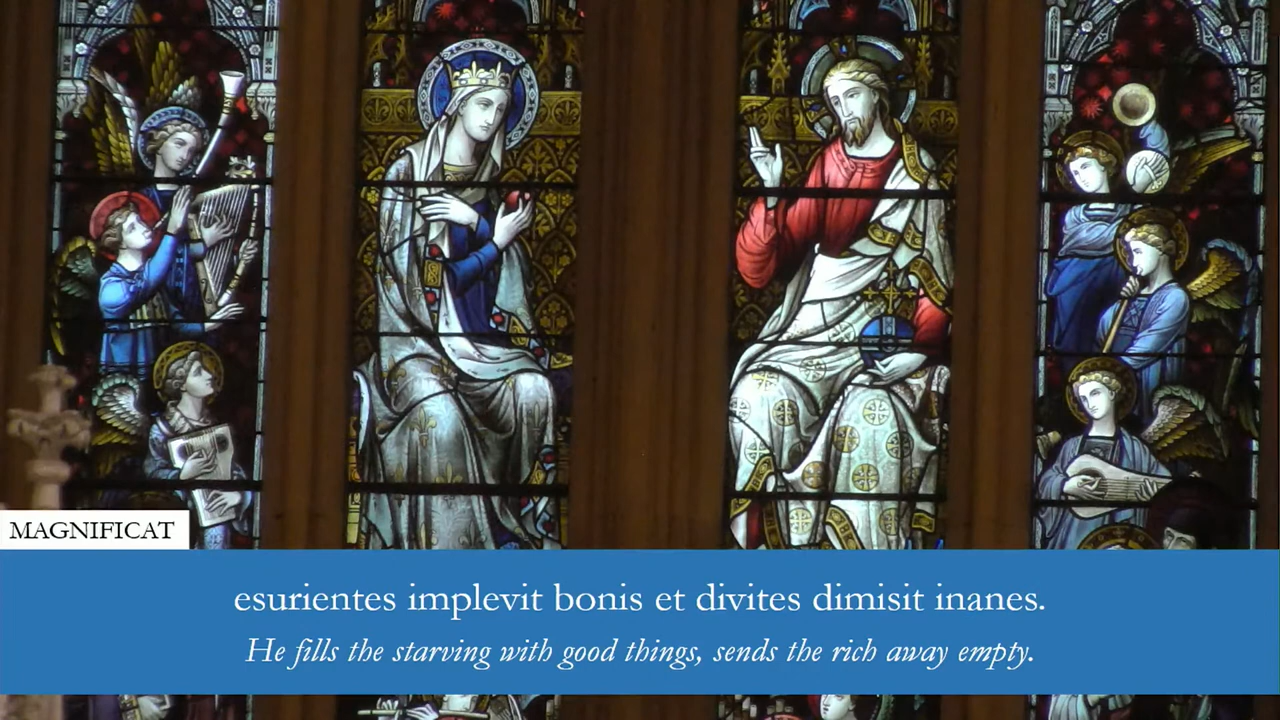 MAGNIFICAT
esurientes implevit bonis et divites dimisit inanes.
He fills the starving with good things, sends the rich away empty.